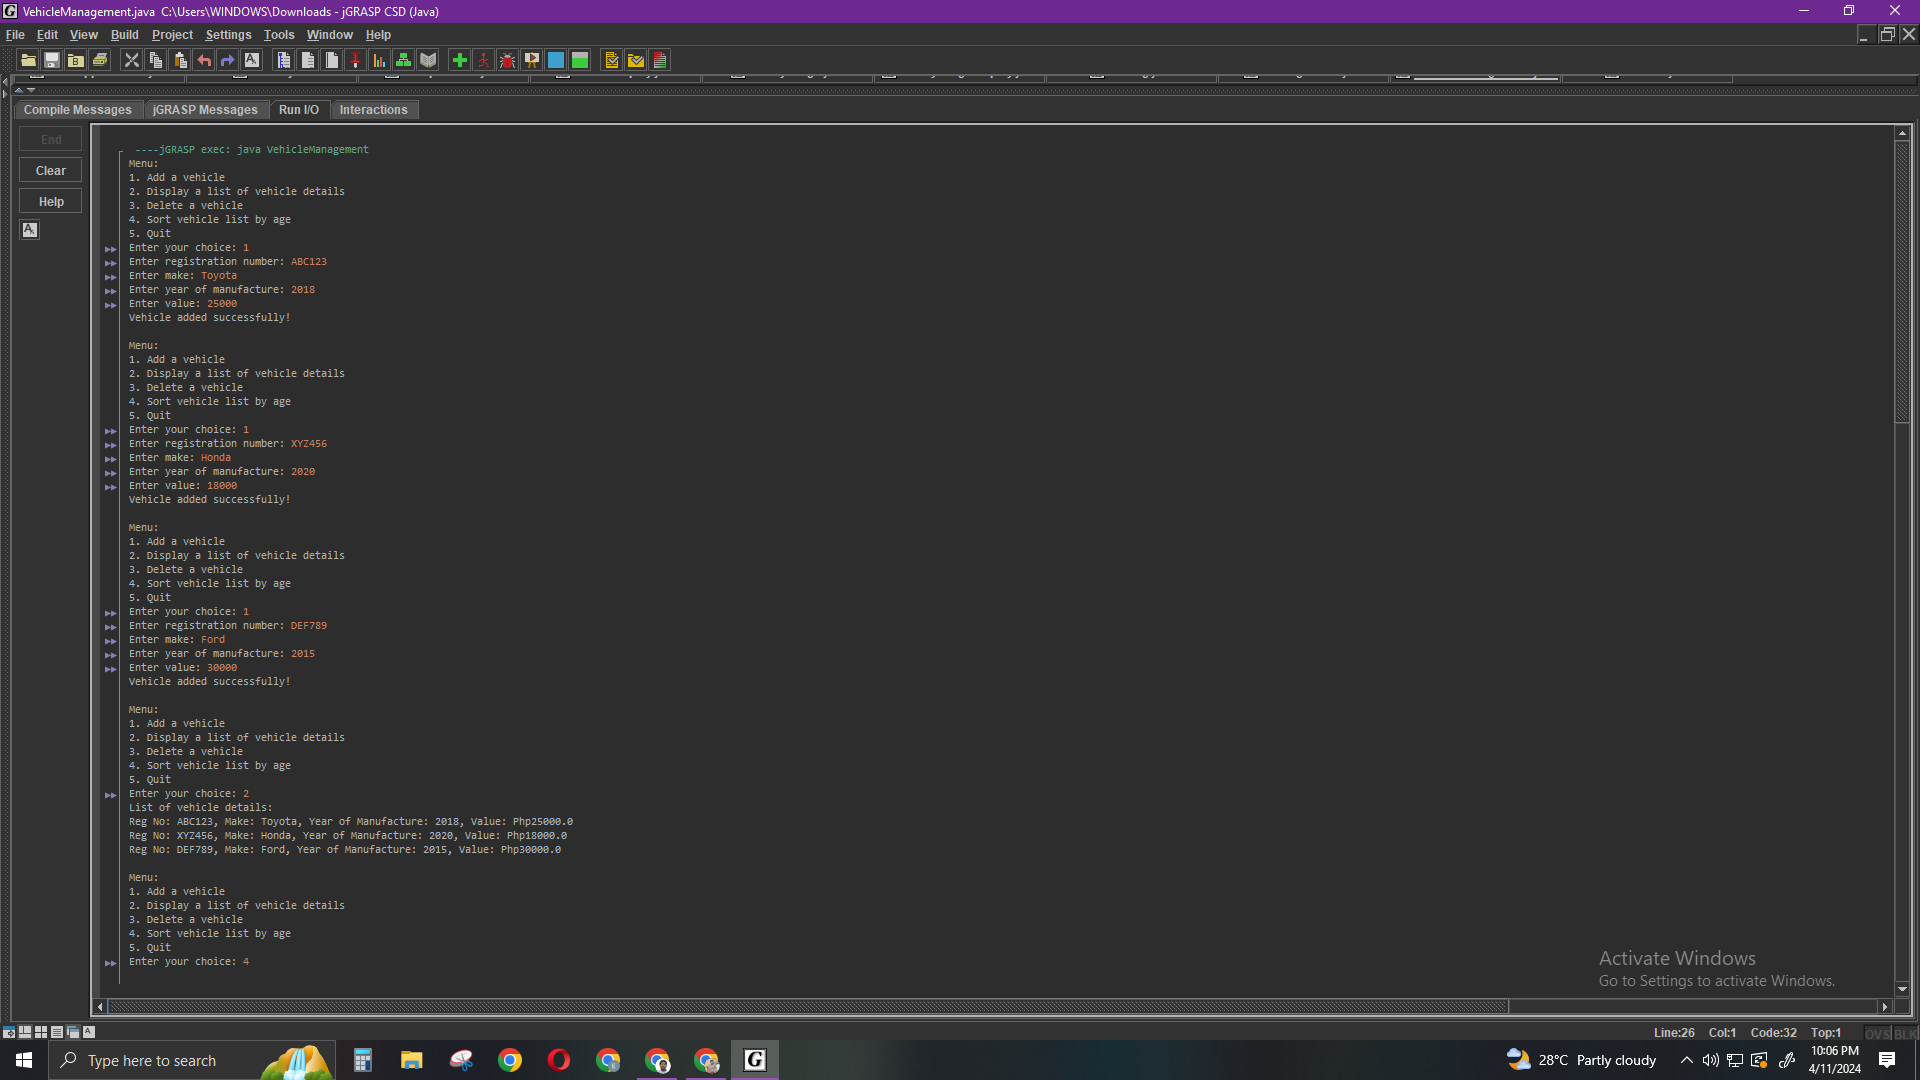 VehicleManagement.java  C:\Users\WINDOWS\Downloads - jGRASP CSD (Java)
File Edit View Build Project Settings Tools Window Help
Compile Messages jGRASP Messages Run I/O Interactions
End
Clear
Help
----jGRASP exec: java VehicleManagement
Menu:
1. Add a vehicle
2. Display a list of vehicle details
3. Delete a vehicle
4. Sort vehicle list by age
5. Quit
Enter your choice: 1
Enter registration number: ABC123
Enter make: Toyota
Enter year of manufacture: 2018
Enter value: 25000
Vehicle added successfully!
Menu:
1. Add a vehicle
2. Display a list of vehicle details
3. Delete a vehicle
4. Sort vehicle list by age
5. Quit
Enter your choice: 1
Enter registration number: XYZ456
Enter make: Honda
Enter year of manufacture: 2020
Enter value: 18000
Vehicle added successfully!
Menu:
1. Add a vehicle
2. Display a list of vehicle details
3. Delete a vehicle
4. Sort vehicle list by age
5. Quit
Enter your choice: 1
Enter registration number: DEF789
Enter make: Ford
Enter year of manufacture: 2015
Enter value: 30000
Vehicle added successfully!
Menu:
1. Add a vehicle
2. Display a list of vehicle details
3. Delete a vehicle
4. Sort vehicle list by age
5. Quit
Enter your choice: 2
List of vehicle details:
Reg No: ABC123, Make: Toyota, Year of Manufacture: 2018, Value: Php25000.0
Reg No: XYZ456, Make: Honda, Year of Manufacture: 2020, Value: Php18000.0
Reg No: DEF789, Make: Ford, Year of Manufacture: 2015, Value: Php30000.0
Menu:
1. Add a vehicle
2. Display a list of vehicle details
3. Delete a vehicle
4. Sort vehicle list by age
5. Quit
Enter your choice: 4
Activate Windows
Go to Settings to activate Windows.
Line:26 Col:1 Code:32 Top:1 OVS BLK
Type here to search
28°C Partly cloudy
10:06 PM
4/11/2024